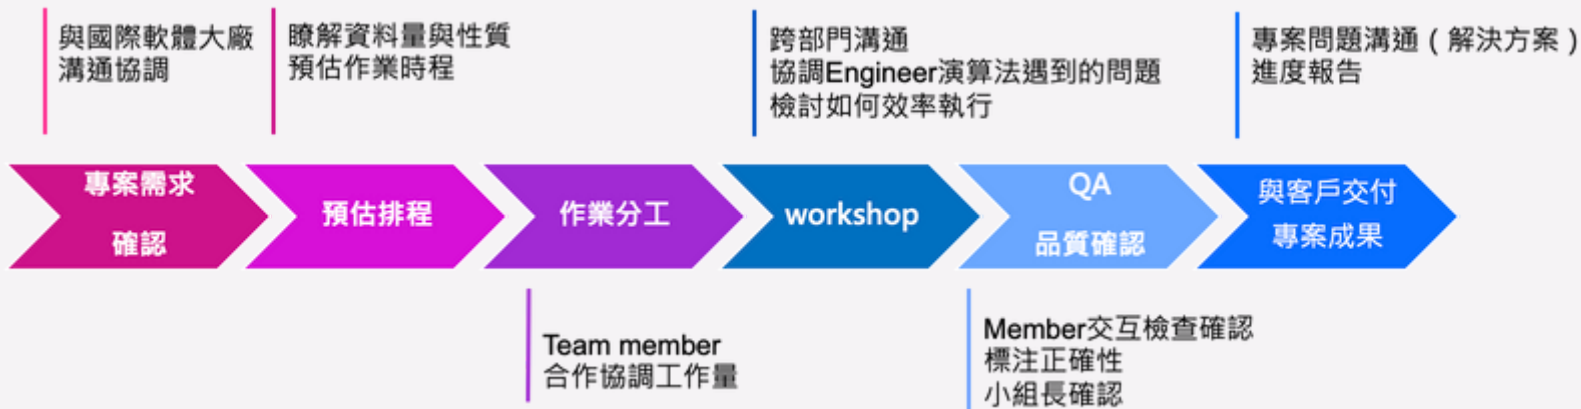 與國際軟體大廠
溝通協調
瞭解資料量與性質
預估作業時程
跨部門溝通
協調Engineer演算法遇到的問題
檢討如何效率執行
專案問題溝通（解決方案）
進度報告
專案需求
確認
預估排程
作業分工
workshop
QA
品質確認
與客戶交付
專案成果
Team member
合作協調工作量
Member交互檢查確認
標注正確性
小組長確認